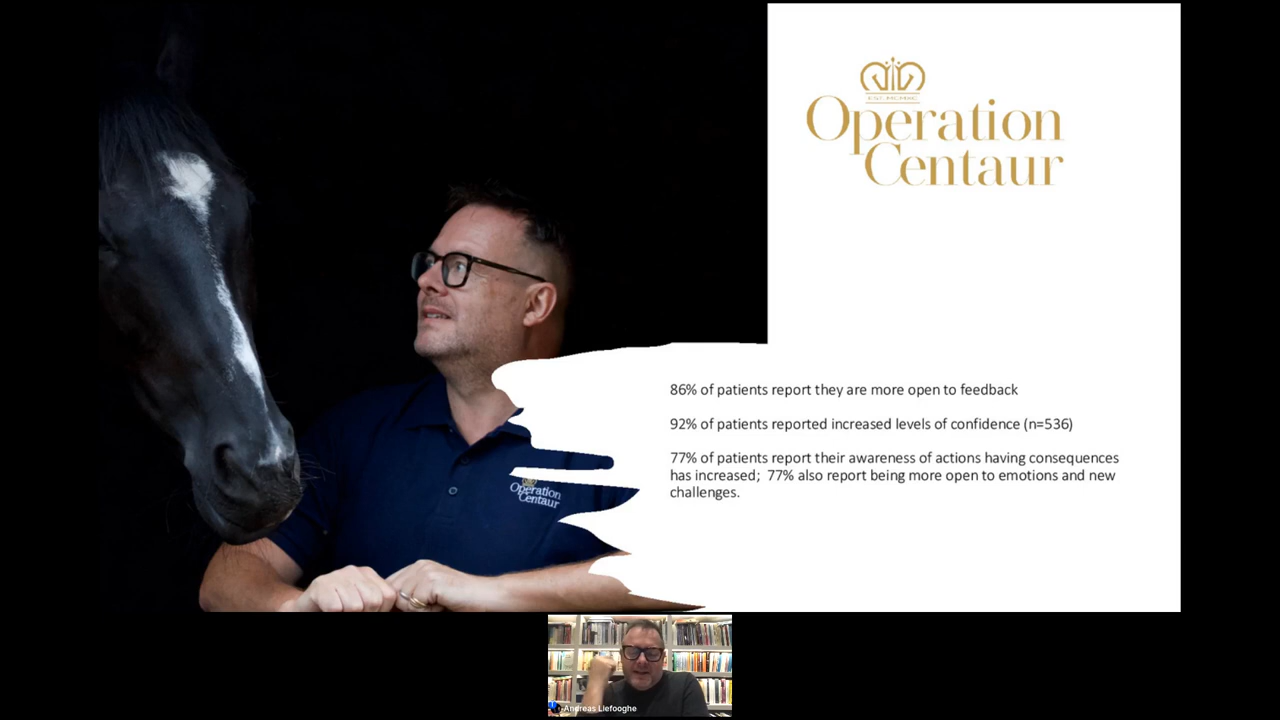 Operation
Centaur
86% of patients report they are more open to feedback
92% of patients reported increased levels of confidence (n=536)
77% of patients report their awareness of actions having consequences
has increased; 77% also report being more open to emotions and new
challenges.
Operation
Centaur
Andreas Liefooghe